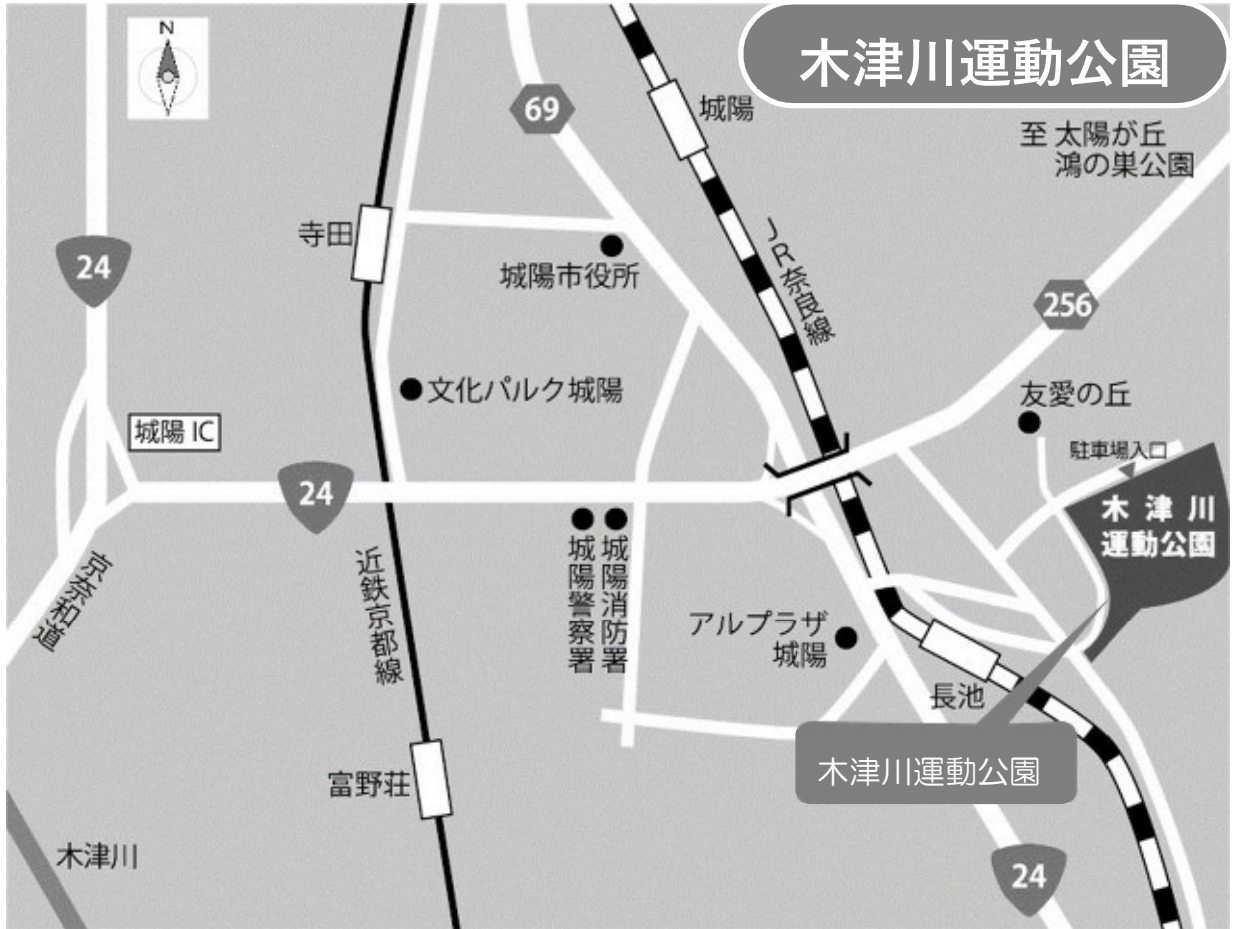 木津川運動公園
N
69
城陽
至 太陽が丘
鴻の巣公園
寺田
24
城陽市役所
JR奈良線
256
文化パルク城陽
友愛の丘
城陽 IC
駐車場入口
24
木津川
運動公園
京奈和道
近鉄京都線
城陽警察署
城陽消防署
アルプラザ
城陽
長池
木津川運動公園
富野荘
木津川
24